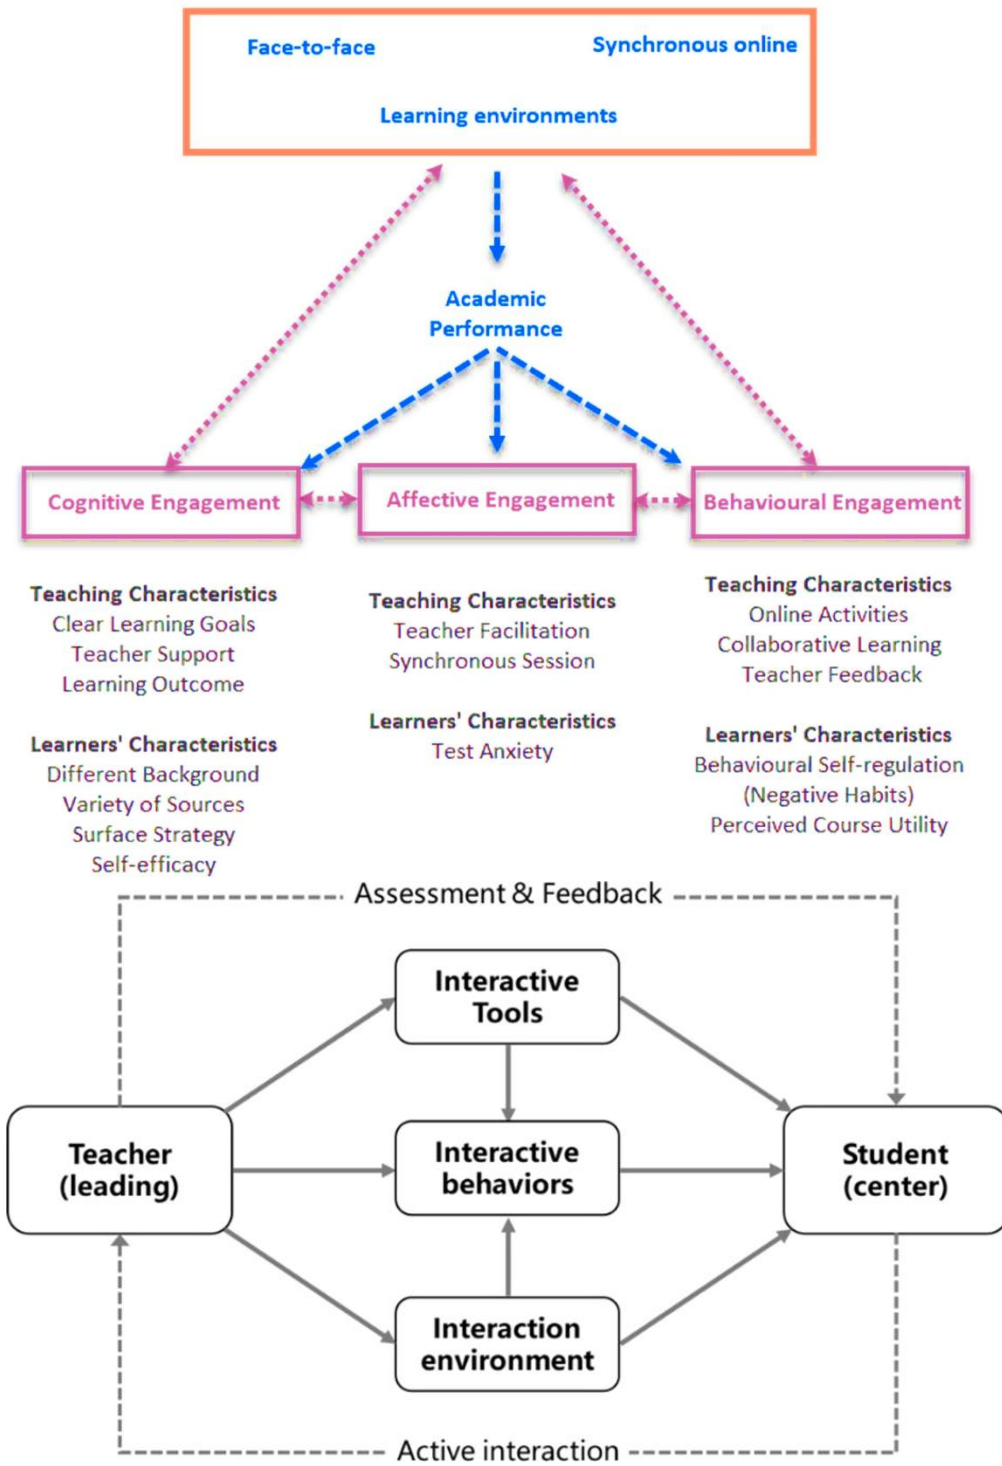 Face-to-face
Synchronous online
Learning environments
Academic
Performance
Cognitive Engagement
Affective Engagement
Behavioural Engagement
Teaching Characteristics
Clear Learning Goals
Teacher Support
Learning Outcome
Learners' Characteristics
Different Background
Variety of Sources
Surface Strategy
Self-efficacy
Teaching Characteristics
Teacher Facilitation
Synchronous Session
Learners' Characteristics
Test Anxiety
Teaching Characteristics
Online Activities
Collaborative Learning
Teacher Feedback
Learners' Characteristics
Behavioural Self-regulation
(Negative Habits)
Perceived Course Utility
Assessment & Feedback
Interactive
Tools
Teacher
(leading)
Interactive
behaviors
Student
(center)
Interaction
environment
Active interaction